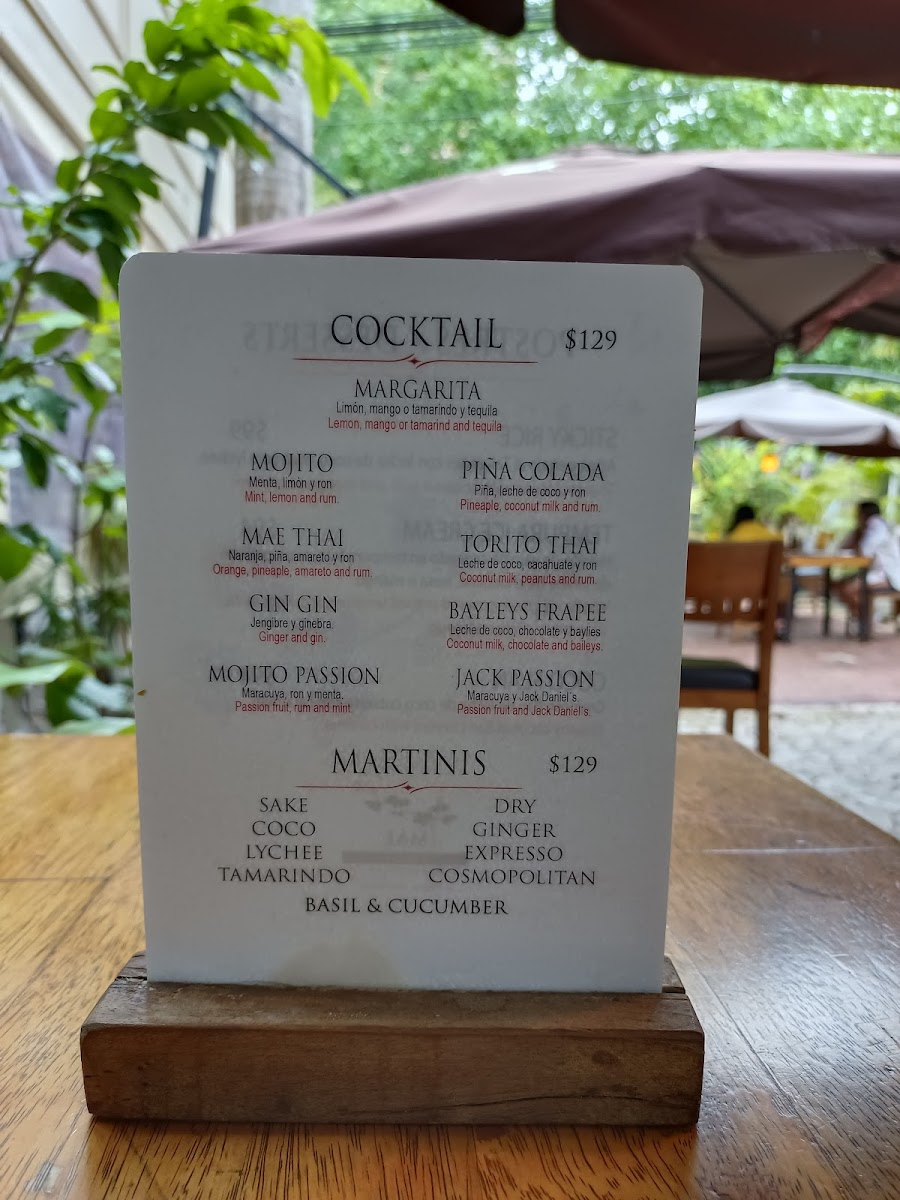 COCKTAIL $129
MARGARITA
Limón, mango o tamarindo y tequila
Lemon, mango or tamarind and tequila
MOJITO
Menta, limón y ron
Mint, lemon and rum.
PIÑA COLADA
Piña, leche de coco y ron
Pineaple, coconut milk and rum.
MAE THAI
Naranja, piña, amareto y ron
Orange, pineaple, amareto and rum.
TORITO THAI
Leche de coco, cacahuate y ron
Coconut milk, peanuts and rum.
GIN GIN
Jengibre y ginebra.
Ginger and gin.
BAYLEYS FRAPEE
Leche de coco, chocolate y baylies
Coconut milk, chocolate and baileys.
MOJITO PASSION
Maracuya, ron y menta.
Passion fruit, rum and mint.
JACK PASSION
Maracuya y Jack Daniel´s.
Passion fruit and Jack Daniel´s.
MARTINIS $129
SAKE
COCO
LYCHEE
TAMARINDO
DRY
GINGER
EXPRESSO
COSMOPOLITAN
BASIL & CUCUMBER